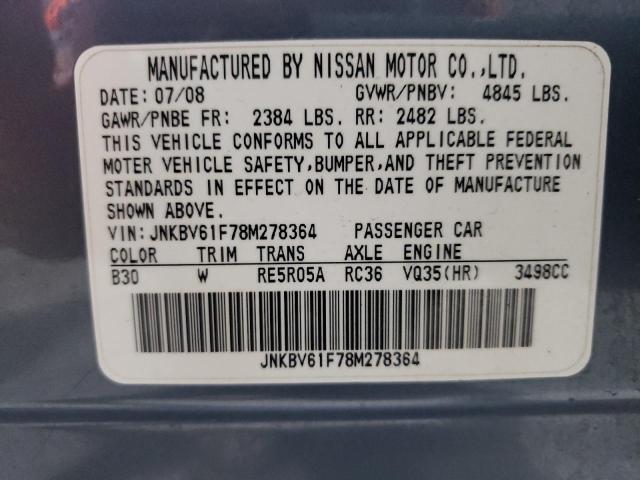 MANUFACTURED BY NISSAN MOTOR CO.,LTD.
DATE: 07/08 GVWR/PNBV: 4845 LBS.
GAWR/PNBE FR: 2384 LBS. RR: 2482 LBS.
THIS VEHICLE CONFORMS TO ALL APPLICABLE FEDERAL
MOTOR VEHICLE SAFETY,BUMPER,AND THEFT PREVENTION
STANDARDS IN EFFECT ON THE DATE OF MANUFACTURE
SHOWN ABOVE.
VIN: JNKBV61F78M278364 PASSENGER CAR
COLOR TRIM TRANS AXLE ENGINE
B30 W RE5R05A RC36 VQ35(HR) 3498CC
JNKBV61F78M278364